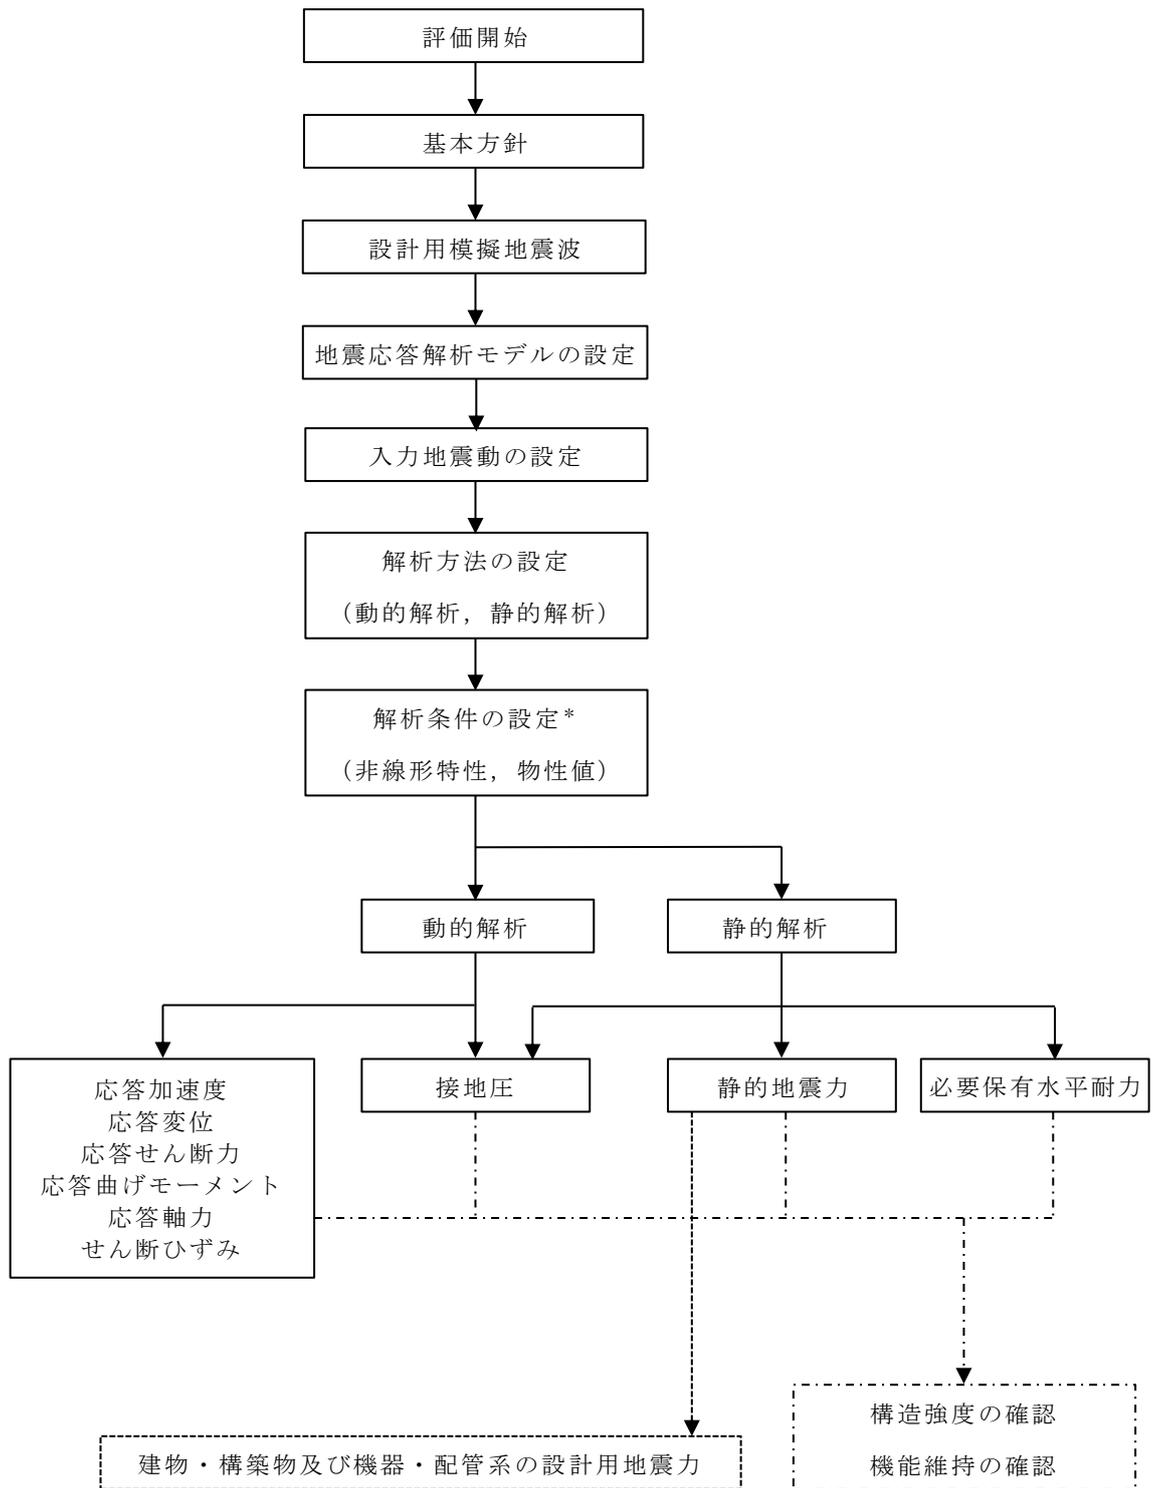 評価開始
基本方針
設計用模擬地震波
地震応答解析モデルの設定
入力地震動の設定
解析方法の設定
（動的解析，静的解析）
解析条件の設定*
（非線形特性，物性値）
動的解析
静的解析
応答加速度
応答変位
応答せん断力
応答曲げモーメント
応答軸力
せん断ひずみ
接地圧
静的地震力
必要保有水平耐力
建物・構築物及び機器・配管系の設計用地震力
構造強度の確認
機能維持の確認